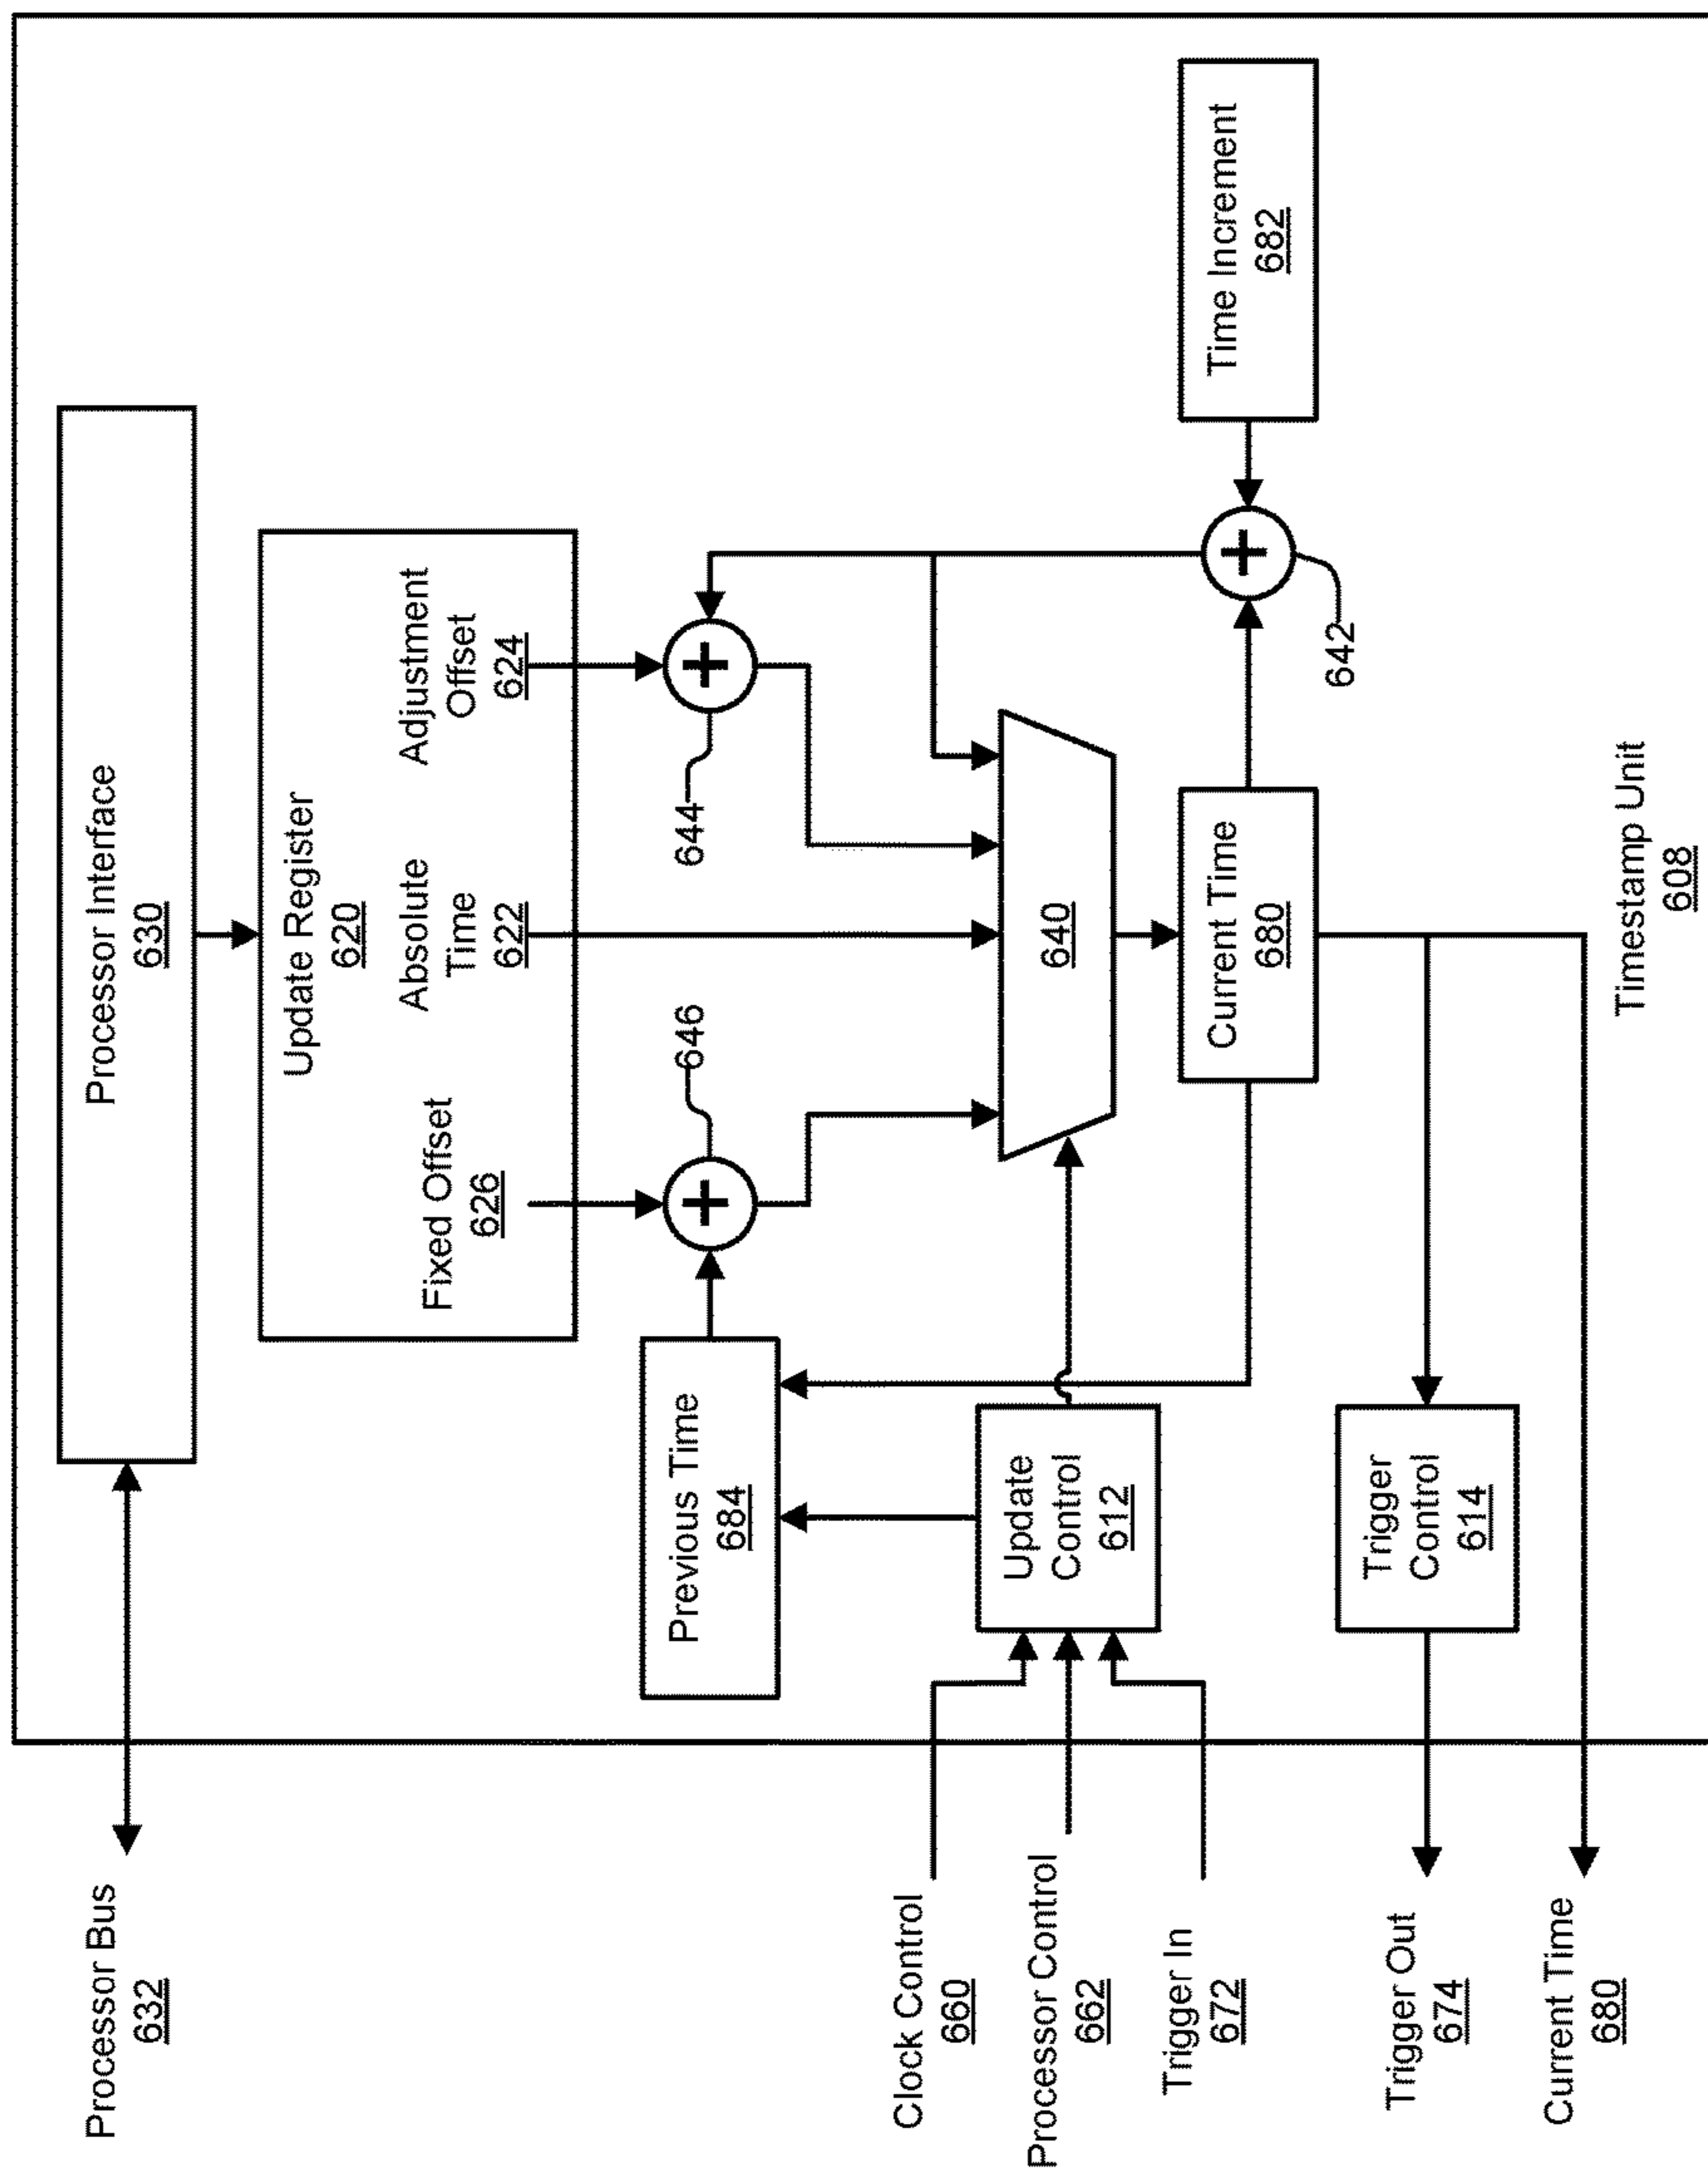 Processor Bus
632
Processor Interface
630
Update Register
620
Fixed Offset
626
Absolute
Time
622
Adjustment
Offset
624
Previous Time
684
646
644
Clock Control
660
Processor Control
662
Trigger In
672
Update
Control
612
640
Current Time
680
Time Increment
682
642
Trigger
Control
614
Trigger Out
674
Current Time
680
Timestamp Unit
608